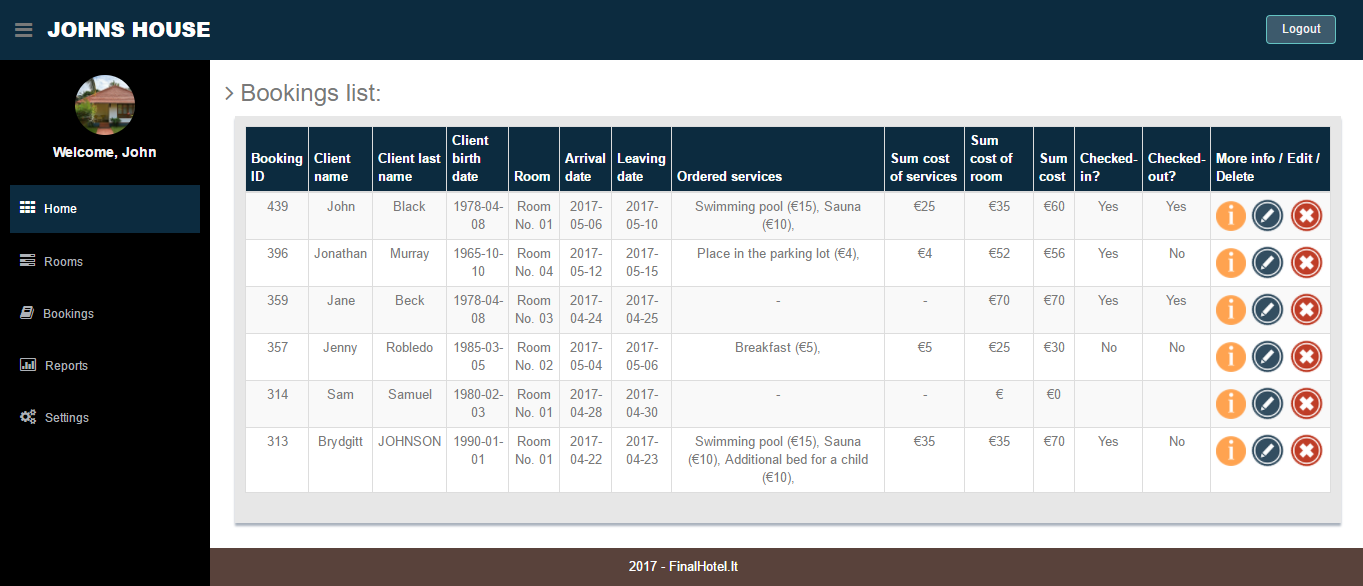 JOHNS HOUSE
Logout
Welcome, John
Home
Rooms
Bookings
Reports
Settings
Bookings list:
Booking ID | Client name | Client last name | Client birth date | Room | Arrival date | Leaving date | Ordered services | Sum cost of services | Sum cost of room | Sum cost | Checked-in? | Checked-out? | More info / Edit / Delete
439 | John | Black | 1978-04-08 | Room No. 01 | 2017-05-06 | 2017-05-10 | Swimming pool (€15), Sauna (€10), | €25 | €35 | €60 | Yes | Yes
396 | Jonathan | Murray | 1965-10-10 | Room No. 04 | 2017-05-12 | 2017-05-15 | Place in the parking lot (€4), | €4 | €52 | €56 | Yes | No
359 | Jane | Beck | 1978-04-08 | Room No. 03 | 2017-04-24 | 2017-04-25 | - | - | €70 | €70 | Yes | Yes
357 | Jenny | Robledo | 1985-03-05 | Room No. 02 | 2017-05-04 | 2017-05-06 | Breakfast (€5), | €5 | €25 | €30 | No | No
314 | Sam | Samuel | 1980-02-03 | Room No. 01 | 2017-04-28 | 2017-04-30 | - | - | € | €0
313 | Brydgitt | JOHNSON | 1990-01-01 | Room No. 01 | 2017-04-22 | 2017-04-23 | Swimming pool (€15), Sauna (€10), Additional bed for a child (€10), | €35 | €35 | €70 | Yes | No
2017 - FinalHotel.lt